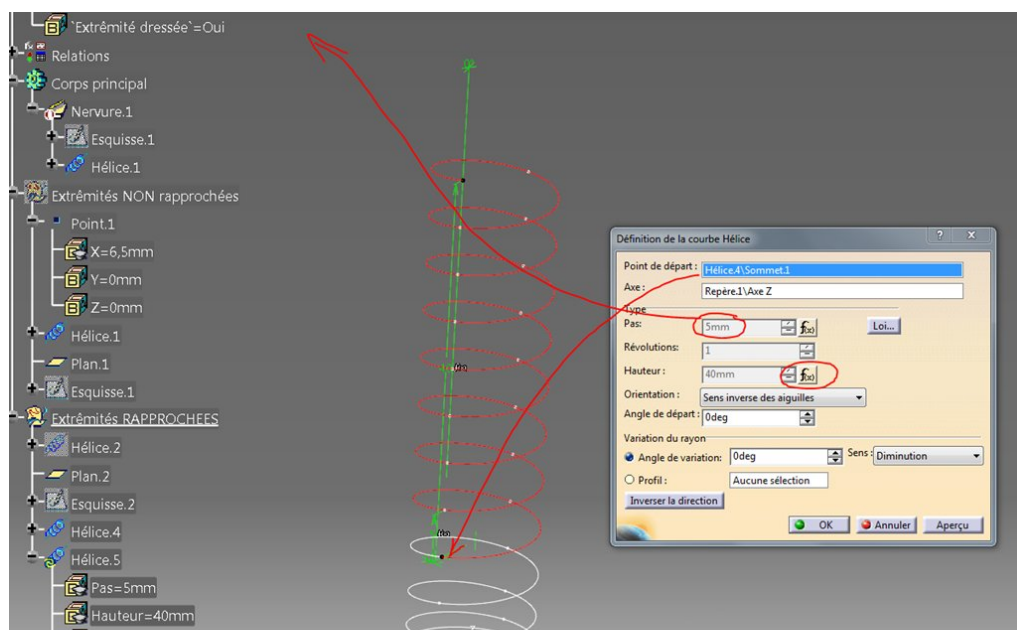 `Extrêmité dressée`=Oui
Relations
Corps principal
Nervure.1
Esquisse.1
Hélice.1
Extrêmités NON rapprochées
Point.1
X=6,5mm
Y=0mm
Z=0mm
Hélice.1
Plan.1
Esquisse.1
Extrêmités RAPPROCHEES
Hélice.2
Plan.2
Esquisse.2
Hélice.4
Hélice.5
Pas=5mm
Hauteur=40mm
Définition de la courbe Hélice
Point de départ : Hélice.4\Sommet.1
Axe : Repère.1\Axe Z
Type
Pas: 5mm f(x) Loi...
Révolutions: 1
Hauteur : 40mm f(x)
Orientation : Sens inverse des aiguilles
Angle de départ : 0deg
Variation du rayon
Angle de variation: 0deg Sens : Diminution
Profil : Aucune sélection
Inverser la direction
OK Annuler Aperçu